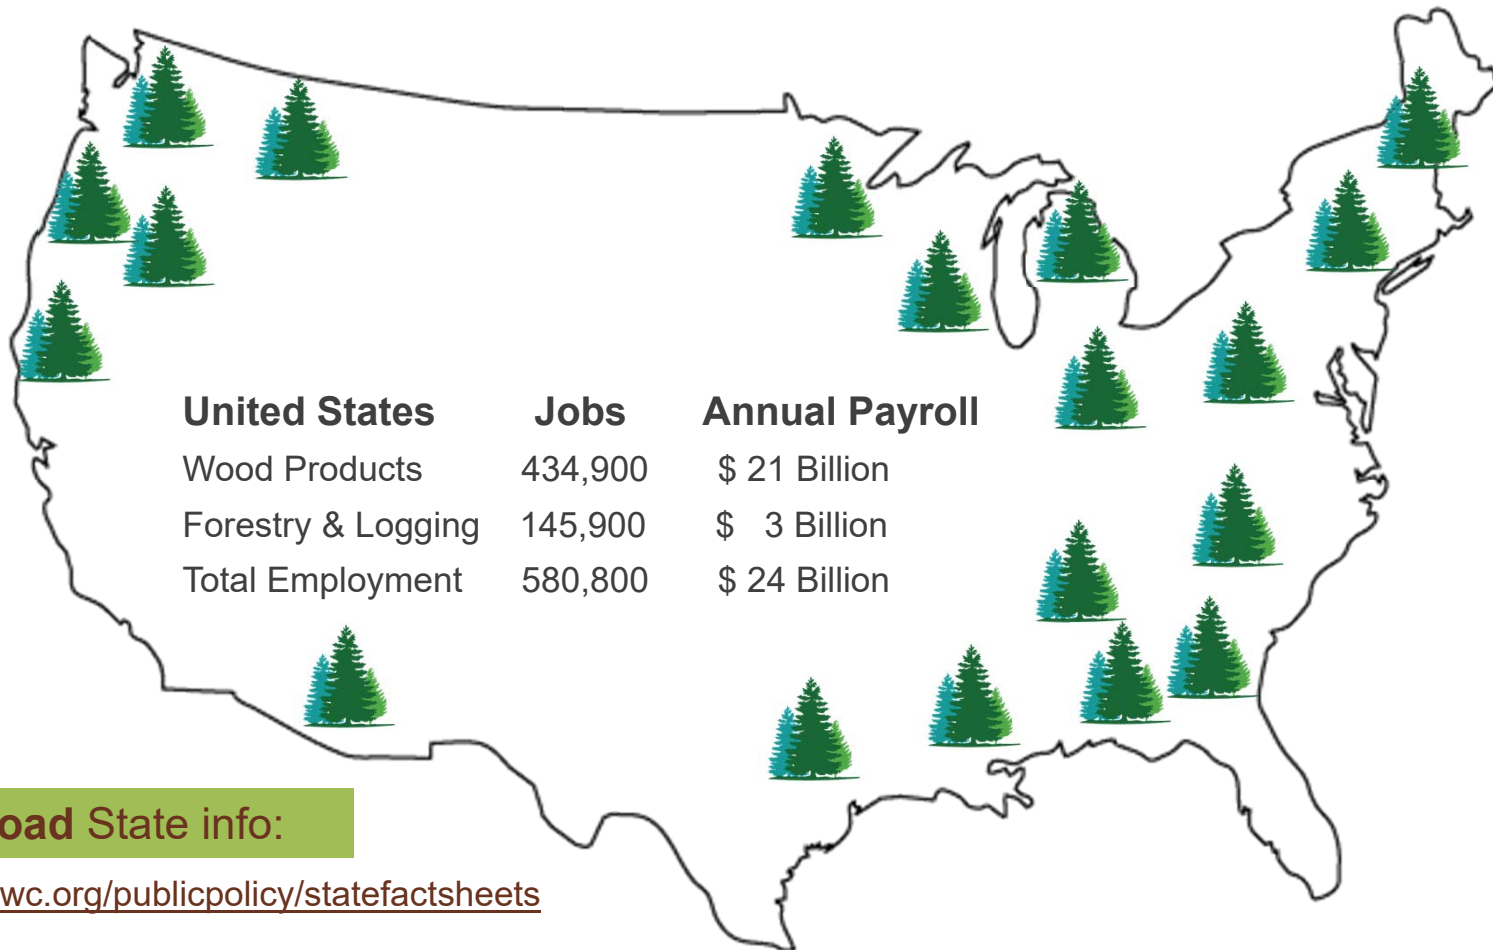 United States Jobs Annual Payroll
Wood Products 434,900 $ 21 Billion
Forestry & Logging 145,900 $ 3 Billion
Total Employment 580,800 $ 24 Billion
State info:
wc.org/publicpolicy/statefactsheets